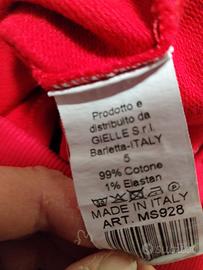 Prodotto e
distribuito da
GIELLE S.r.l.
Barletta-ITALY
5
99% Cotone
1% Elastan
MADE IN ITALY
ART. MS928